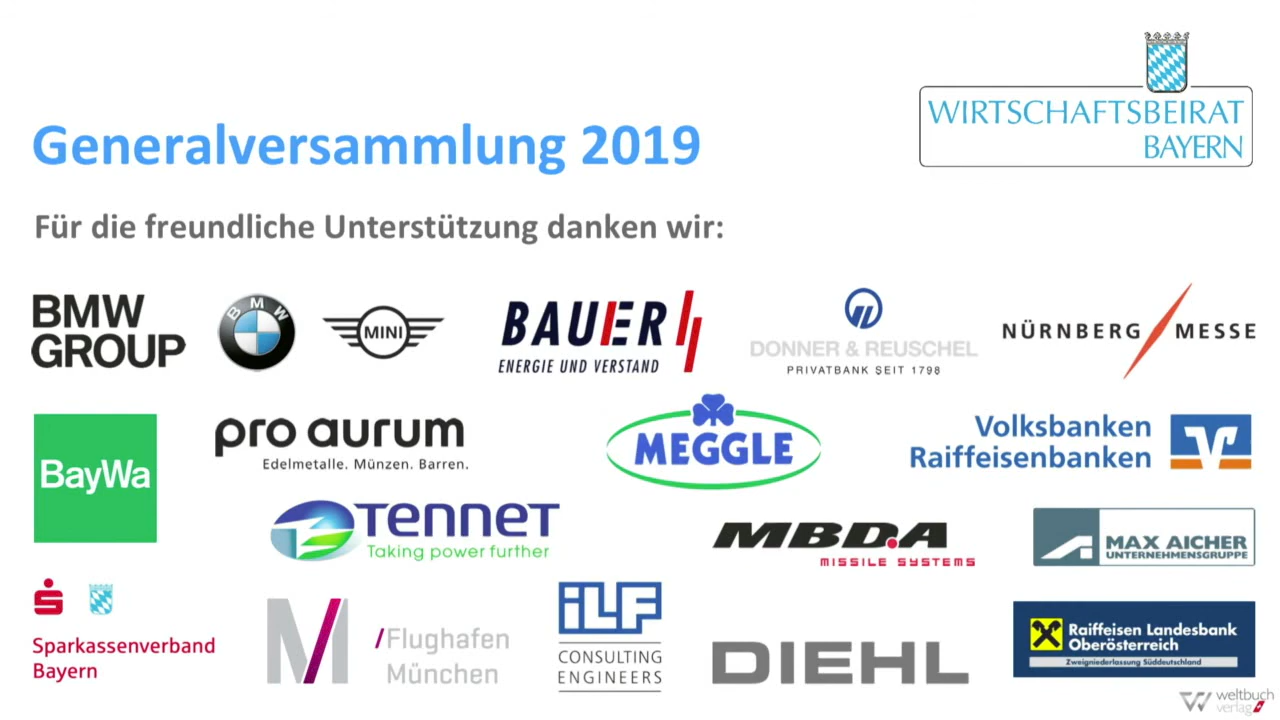 WIRTSCHAFTSBEIRAT
BAYERN
Generalversammlung 2019
Für die freundliche Unterstützung danken wir:
BMW
GROUP
BMW
MINI
BAUER
ENERGIE UND VERSTAND
DONNER & REUSCHEL
PRIVATBANK SEIT 1798
NÜRNBERG MESSE
BayWa
pro aurum
Edelmetalle. Münzen. Barren.
MEGGLE
Volksbanken
Raiffeisenbanken
TenneT
Taking power further
MBDA
MISSILE SYSTEMS
MAX AICHER
UNTERNEHMENSGRUPPE
Sparkassenverband
Bayern
M
/Flughafen
München
iLF
CONSULTING
ENGINEERS
DIEHL
Raiffeisen Landesbank
Oberösterreich
Zweigniederlassung Süddeutschland
weltbuch
verlag